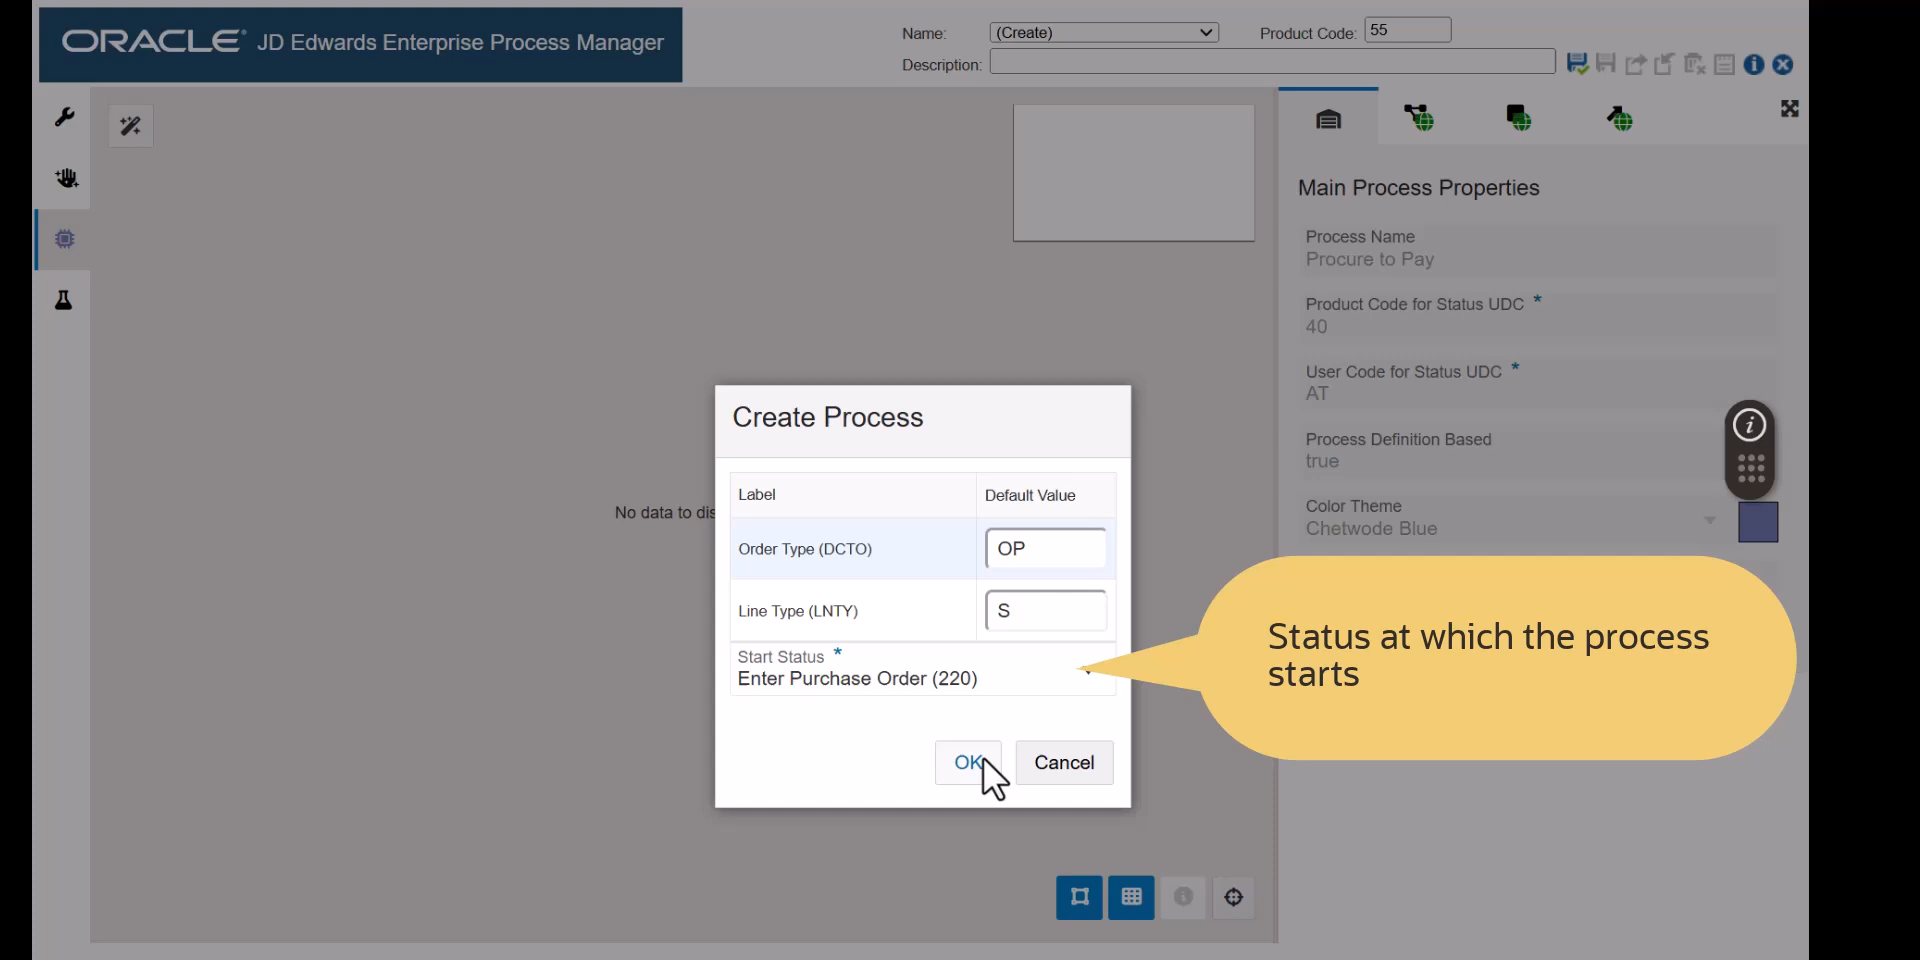 ORACLE® JD Edwards Enterprise Process Manager
Name: (Create) Product Code: 55
Description:
Main Process Properties
Process Name
Procure to Pay
Product Code for Status UDC *
40
User Code for Status UDC *
AT
Process Definition Based
true
Color Theme
Chetwode Blue
No data to dis
Create Process
Label Default Value
Order Type (DCTO) OP
Line Type (LNTY) S
Start Status *
Enter Purchase Order (220)
OK Cancel
Status at which the process
starts